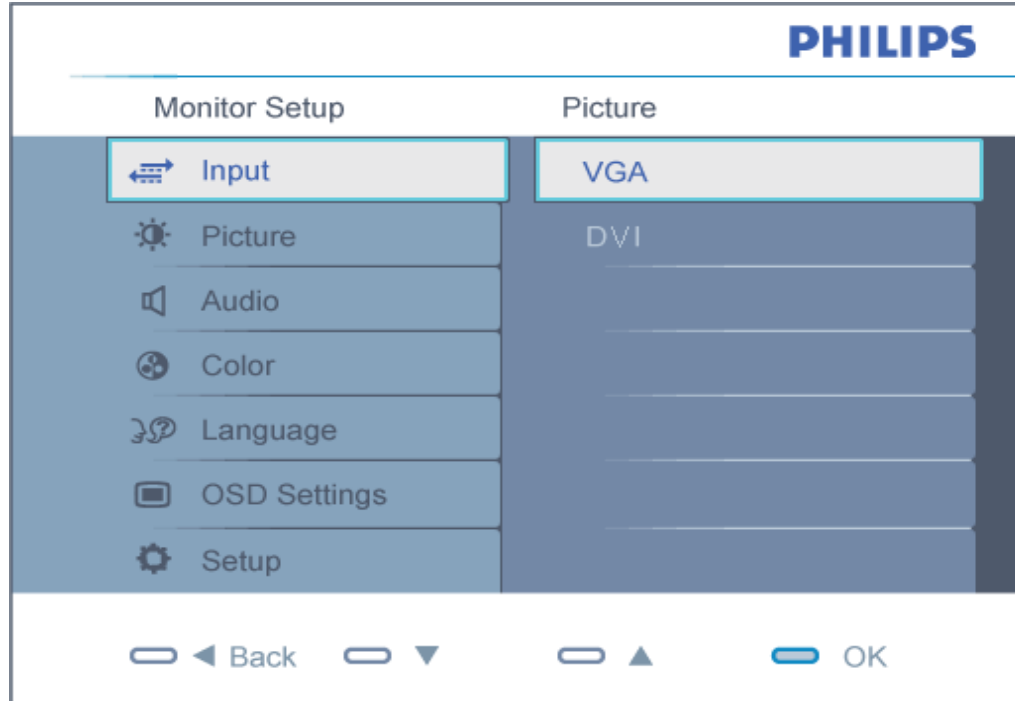 PHILIPS
Monitor Setup Picture
Input VGA
Picture DVI
Audio
Color
Language
OSD Settings
Setup
Back OK